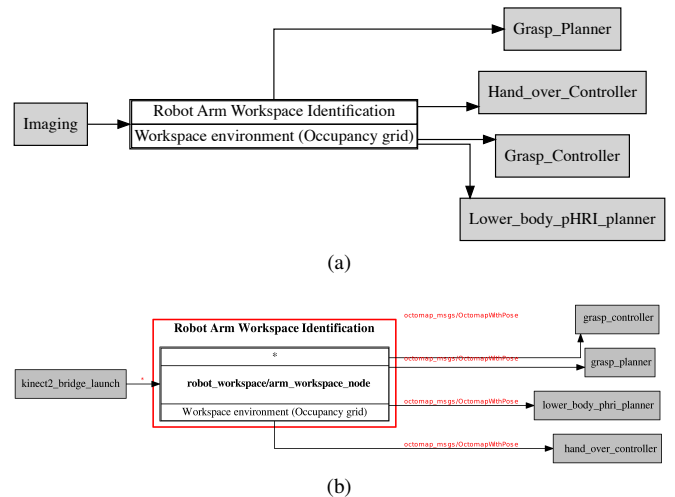 Grasp_Planner
Hand_over_Controller
Robot Arm Workspace Identification
Imaging
Workspace environment (Occupancy grid)
Grasp_Controller
Lower_body_pHRI_planner
(a)
octomap_msgs/OctomapWithPose
grasp_controller
Robot Arm Workspace Identification
*
octomap_msgs/OctomapWithPose
grasp_planner
kinect2_bridge_launch
*
robot_workspace/arm_workspace_node
octomap_msgs/OctomapWithPose
lower_body_phri_planner
Workspace environment (Occupancy grid)
octomap_msgs/OctomapWithPose
hand_over_controller
(b)